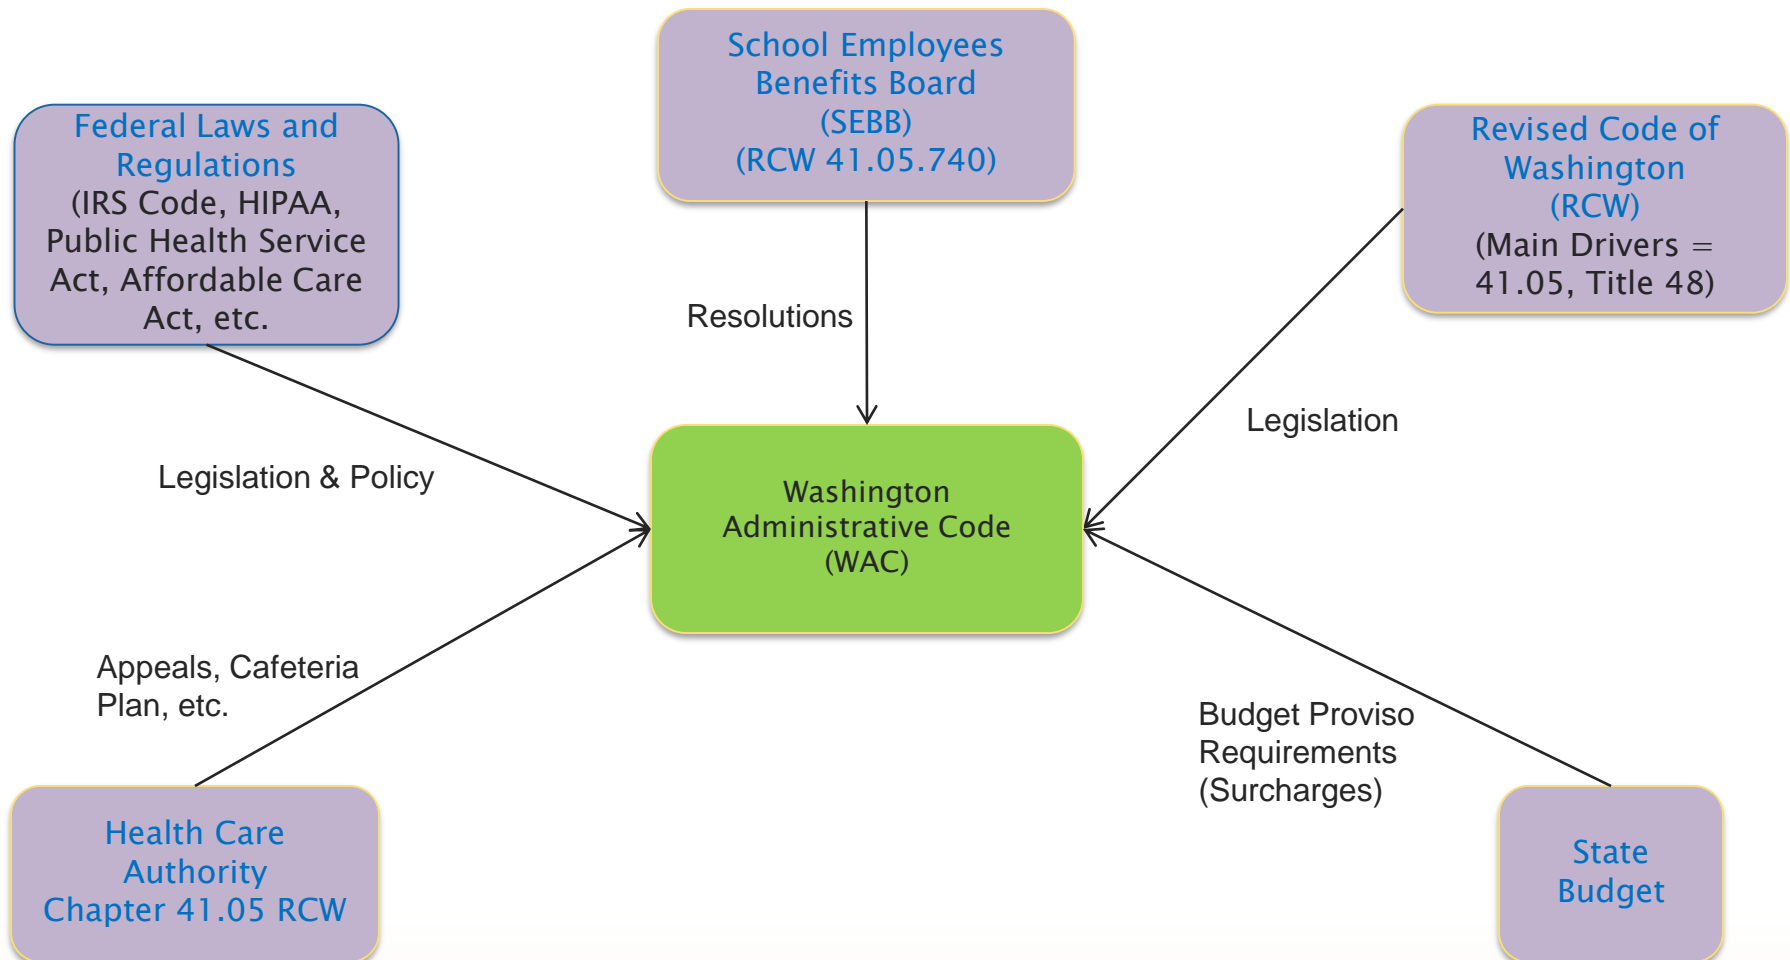 School Employees
Benefits Board
(SEBB)
(RCW 41.05.740)
Federal Laws and
Regulations
(IRS Code, HIPAA,
Public Health Service
Act, Affordable Care
Act, etc.
Revised Code of
Washington
(RCW)
(Main Drivers =
41.05, Title 48)
Resolutions
Legislation
Legislation & Policy
Washington
Administrative Code
(WAC)
Appeals, Cafeteria
Plan, etc.
Budget Proviso
Requirements
(Surcharges)
Health Care
Authority
Chapter 41.05 RCW
State
Budget